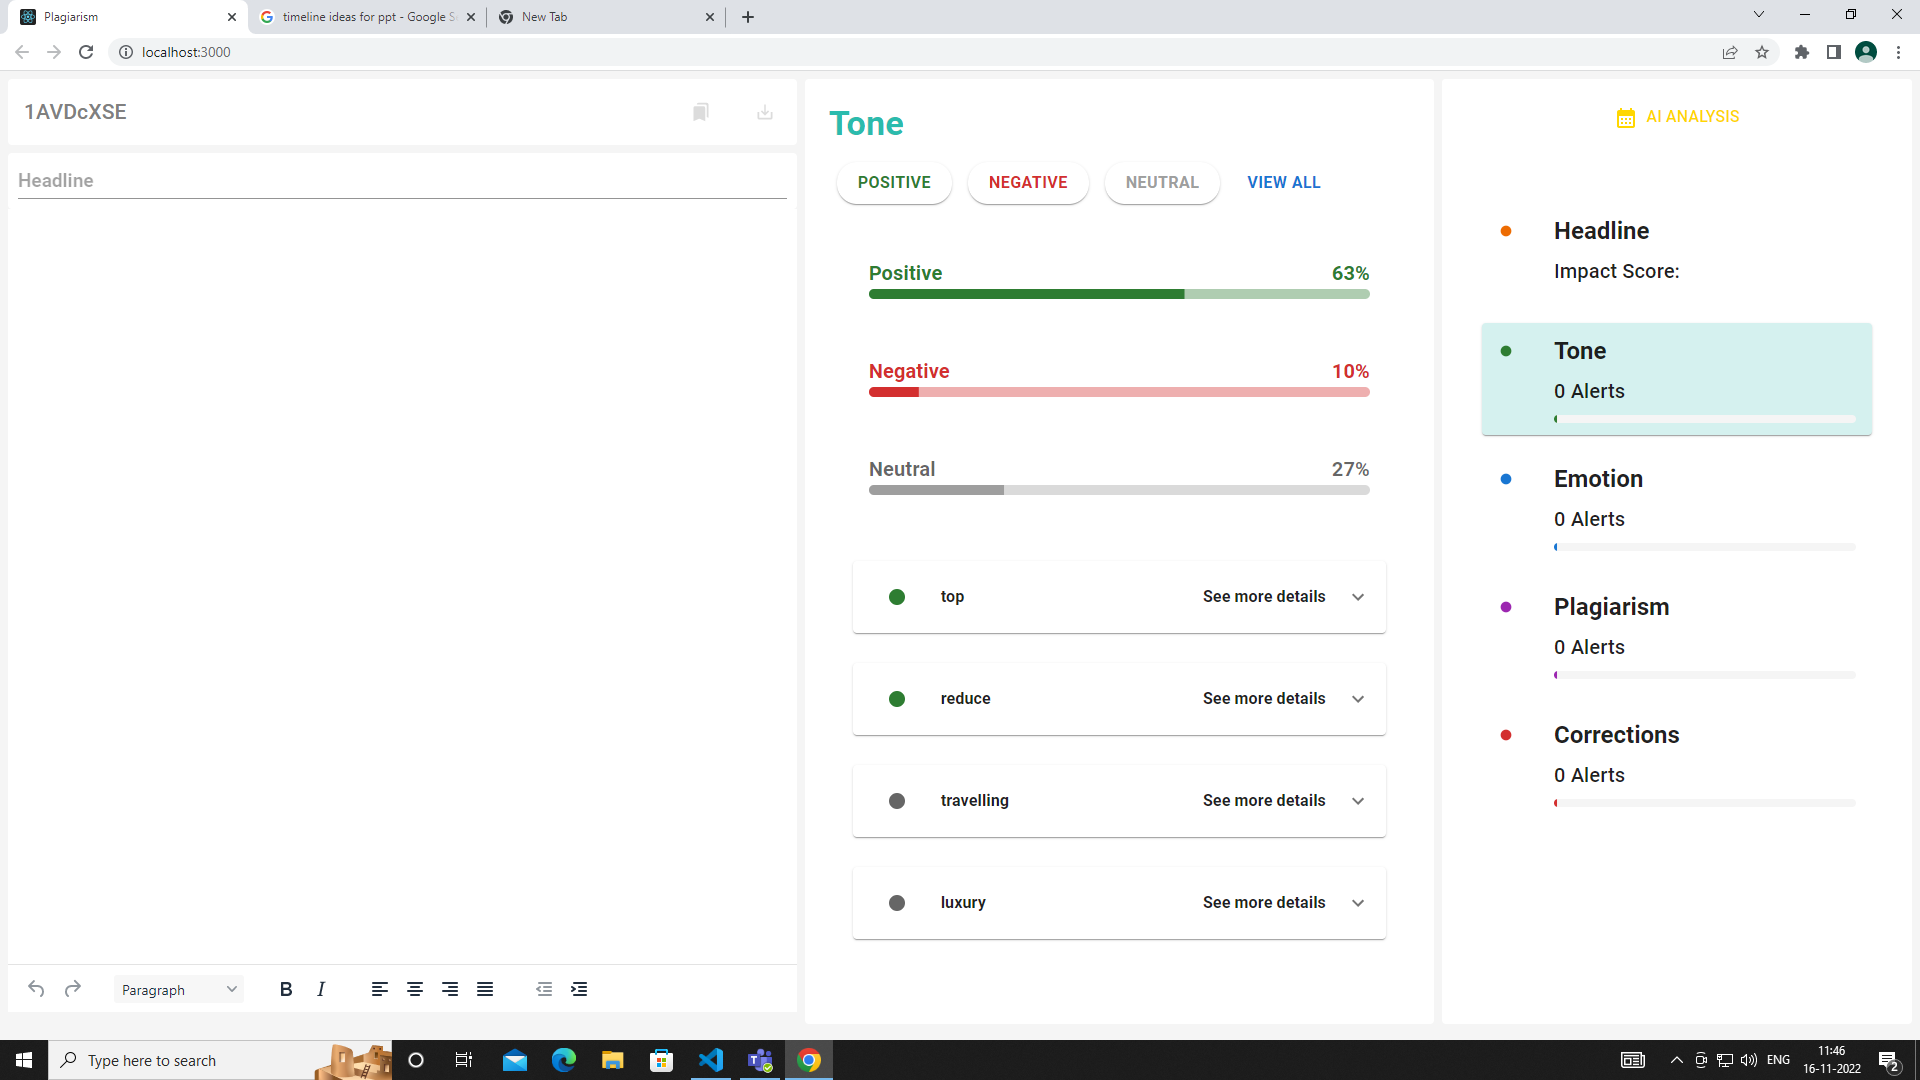 Plagiarism
timeline ideas for ppt - Google S
New Tab
localhost:3000
1AVDcXSE
Headline
Paragraph
B I
Tone
POSITIVE NEGATIVE NEUTRAL VIEW ALL
Positive 63%
Negative 10%
Neutral 27%
top See more details
reduce See more details
travelling See more details
luxury See more details
AI ANALYSIS
Headline
Impact Score:
Tone
0 Alerts
Emotion
0 Alerts
Plagiarism
0 Alerts
Corrections
0 Alerts
Type here to search
ENG
11:46
16-11-2022
2